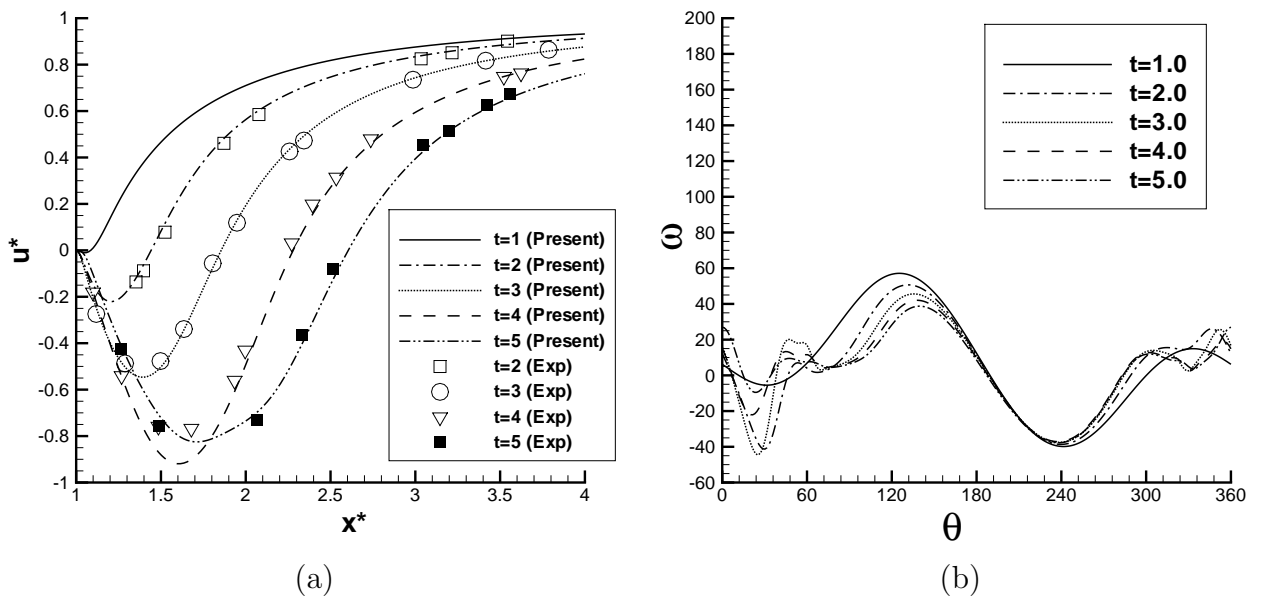 1
0.8
0.6
0.4
0.2
0
-0.2
-0.4
-0.6
-0.8
-1
u*
1
1.5
2
2.5
3
3.5
4
x*
t=1 (Present)
t=2 (Present)
t=3 (Present)
t=4 (Present)
t=5 (Present)
t=2 (Exp)
t=3 (Exp)
t=4 (Exp)
t=5 (Exp)
(a)
200
180
160
140
120
100
80
60
40
20
0
-20
-40
-60
ω
0
60
120
180
240
300
360
θ
t=1.0
t=2.0
t=3.0
t=4.0
t=5.0
(b)